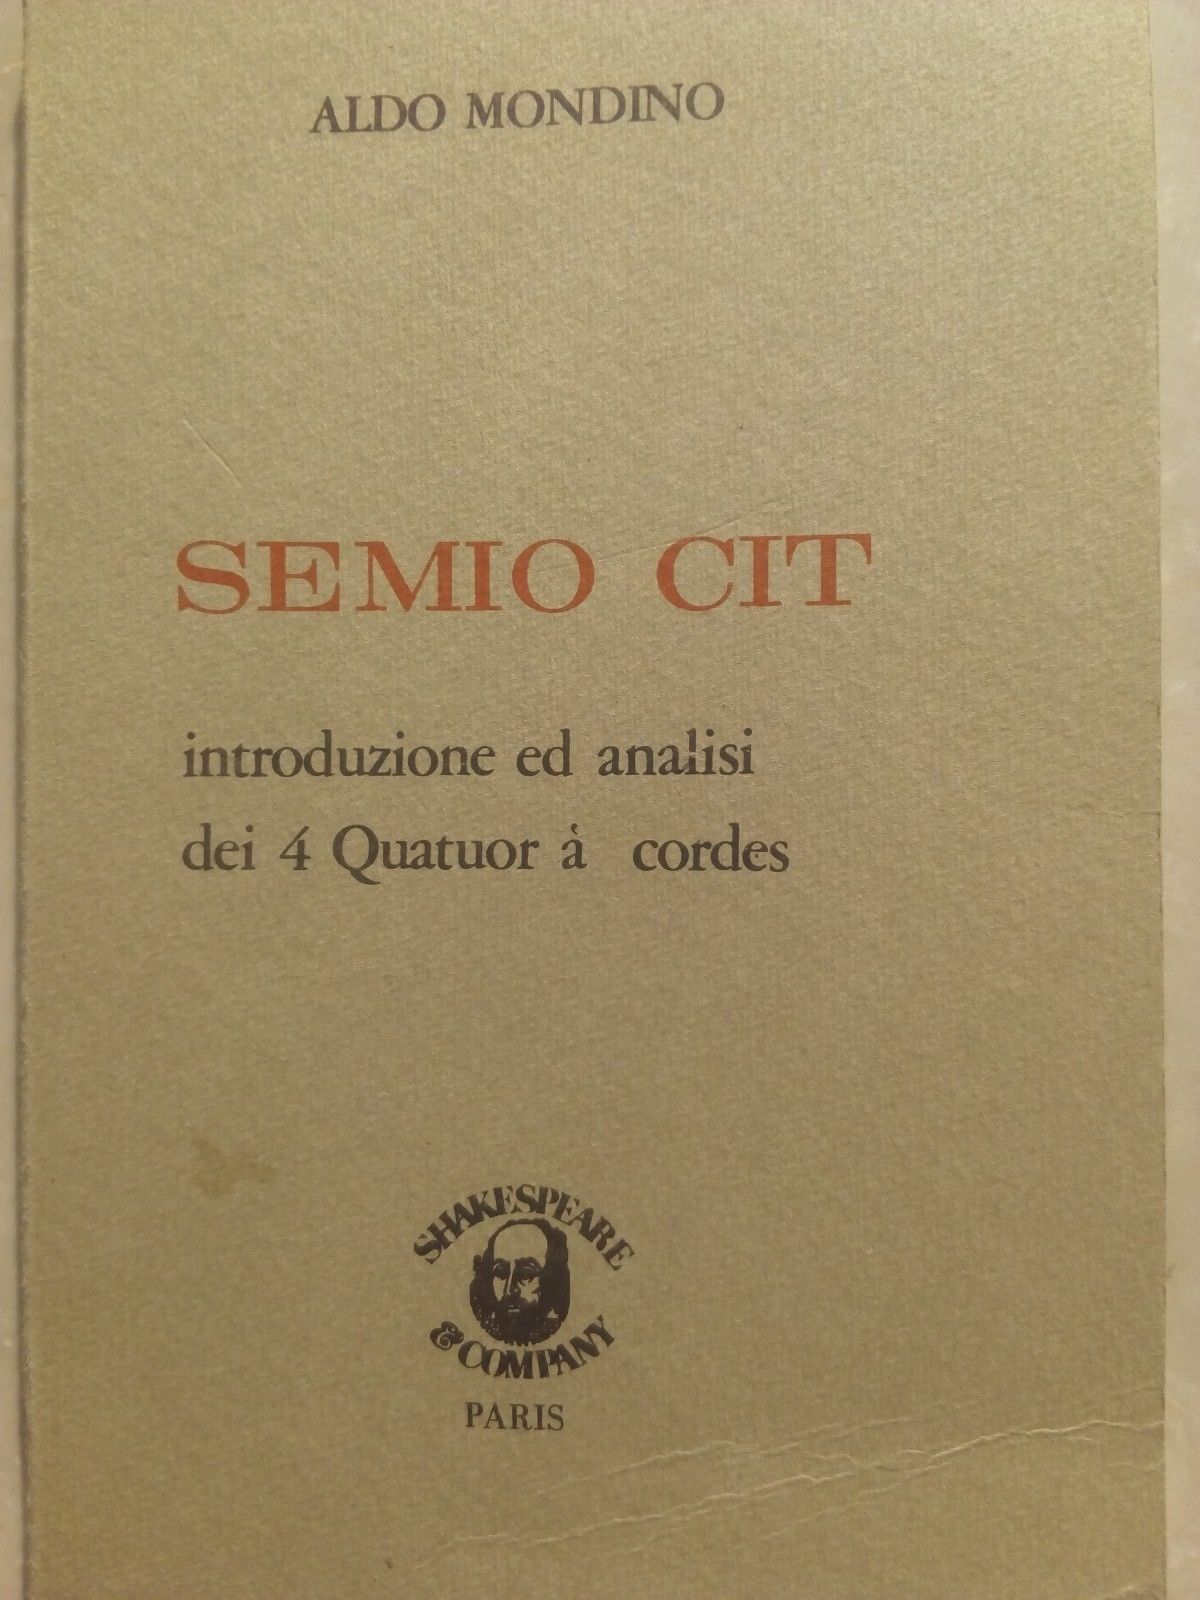 ALDO MONDINO
SEMIO CIT
introduzione ed analisi
dei 4 Quatuor à cordes
SHAKESPEARE
& COMPANY
PARIS